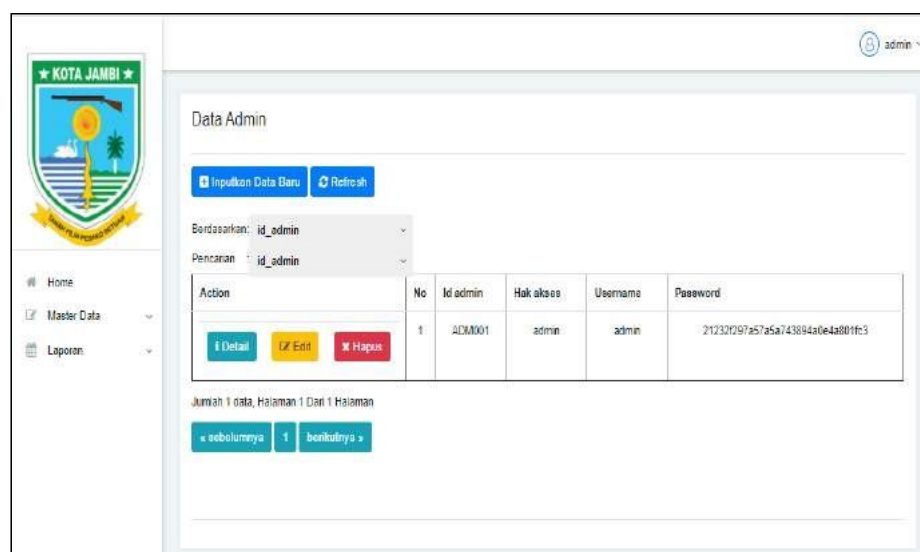 admin
★ KOTA JAMBI ★
Data Admin
Inputkan Data Baru
Refresh
Berdasarkan: id_admin
Pencarian : id_admin
Home
Master Data
Laporan
Action No Id admin Hak akses Username Password
Detail Edit Hapus 1 ADM001 admin admin 21232f297a57a5a743894a0e4a801fc3
Jumlah 1 data, Halaman 1 Dari 1 Halaman
« sebelumnya 1 berikutnya »